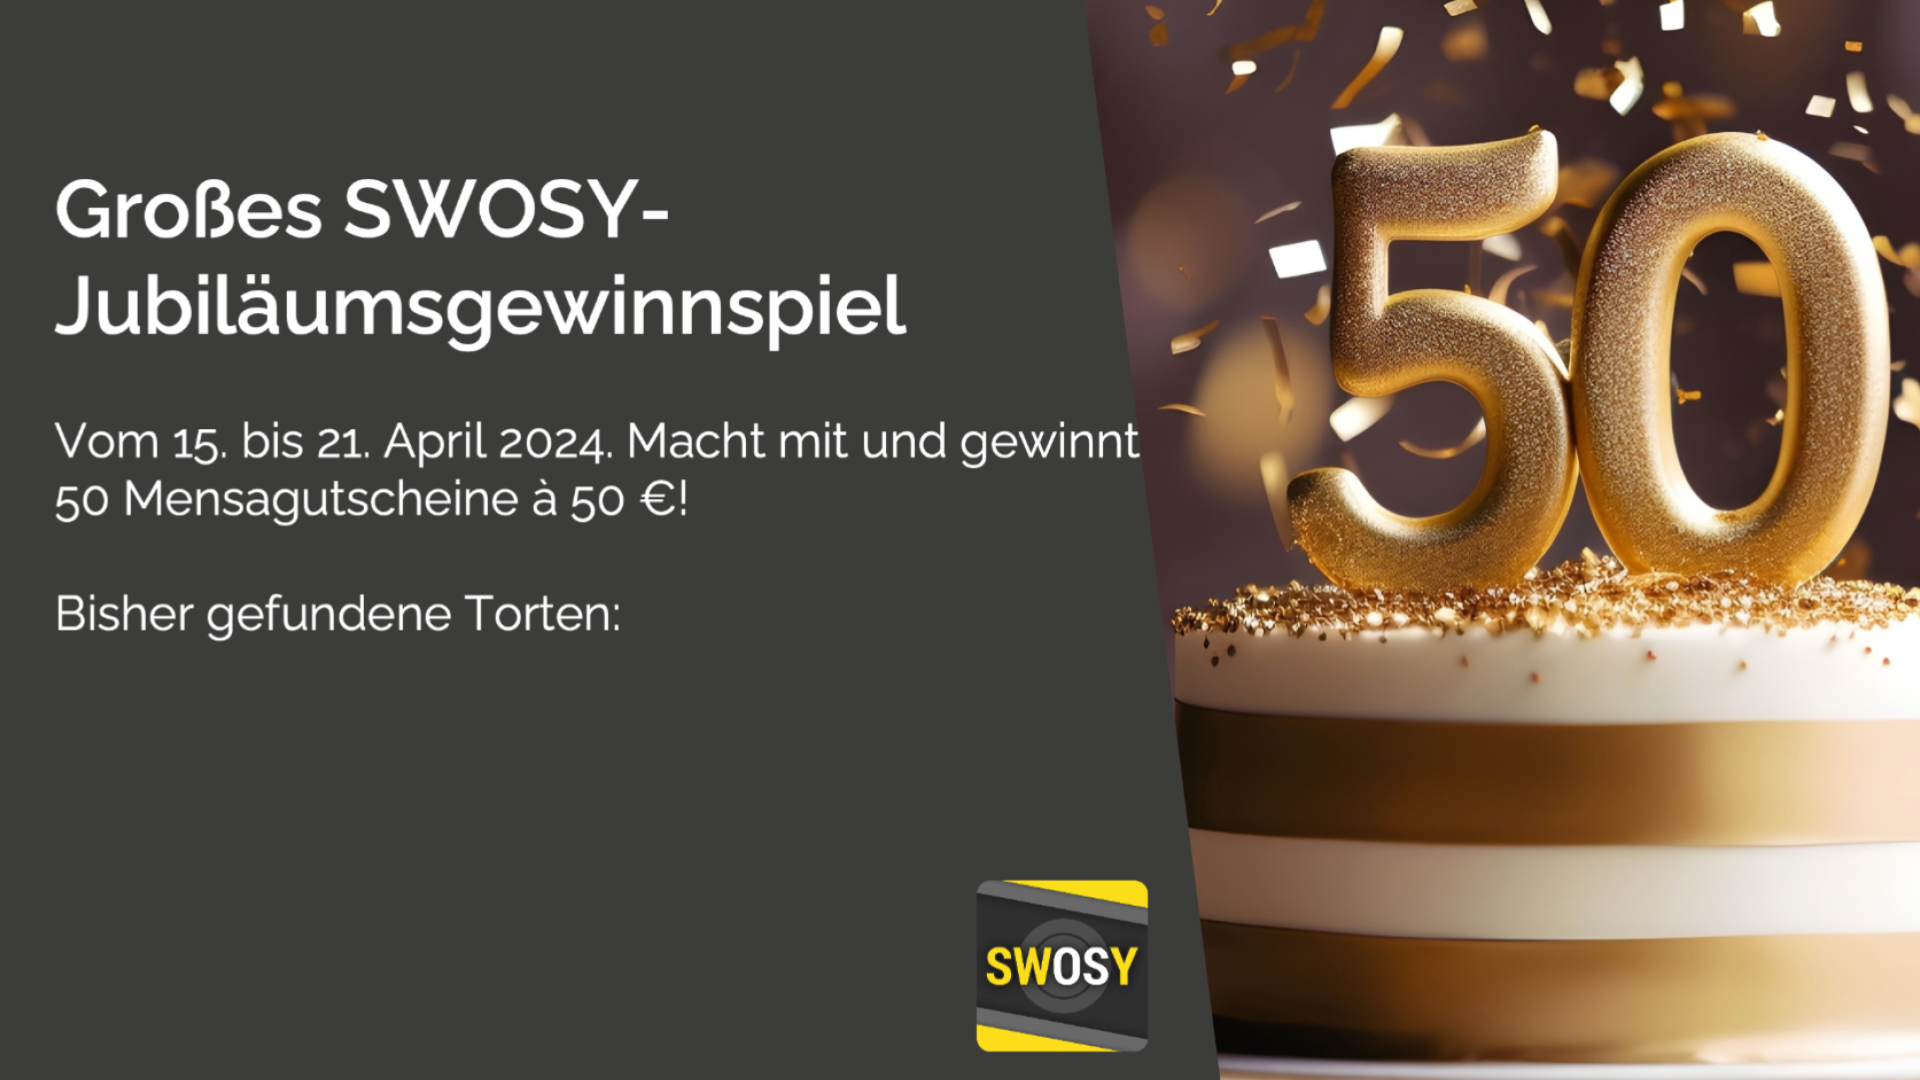 Großes SWOSY-
Jubiläumsgewinnspiel
Vom 15. bis 21. April 2024. Macht mit und gewinnt
50 Mensagutscheine à 50 €!
Bisher gefundene Torten:
SWOSY
50